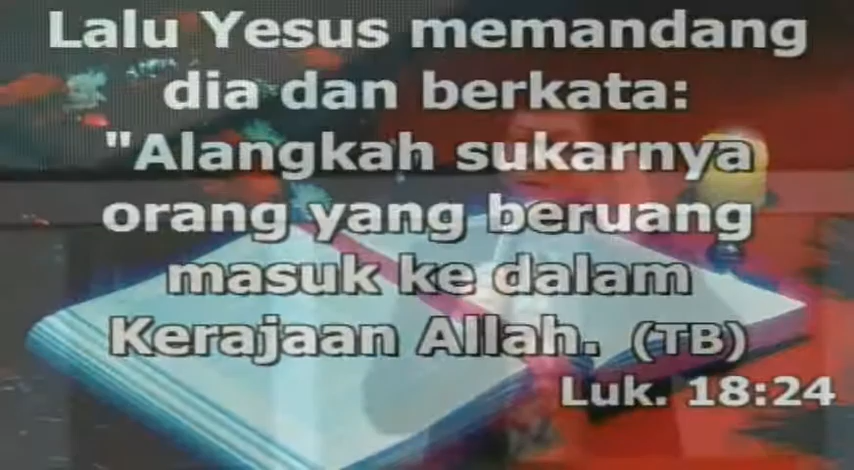 Lalu Yesus memandang
dia dan berkata:
"Alangkah sukarnya
orang yang beruang
masuk ke dalam
Kerajaan Allah. (TB)
Luk. 18:24